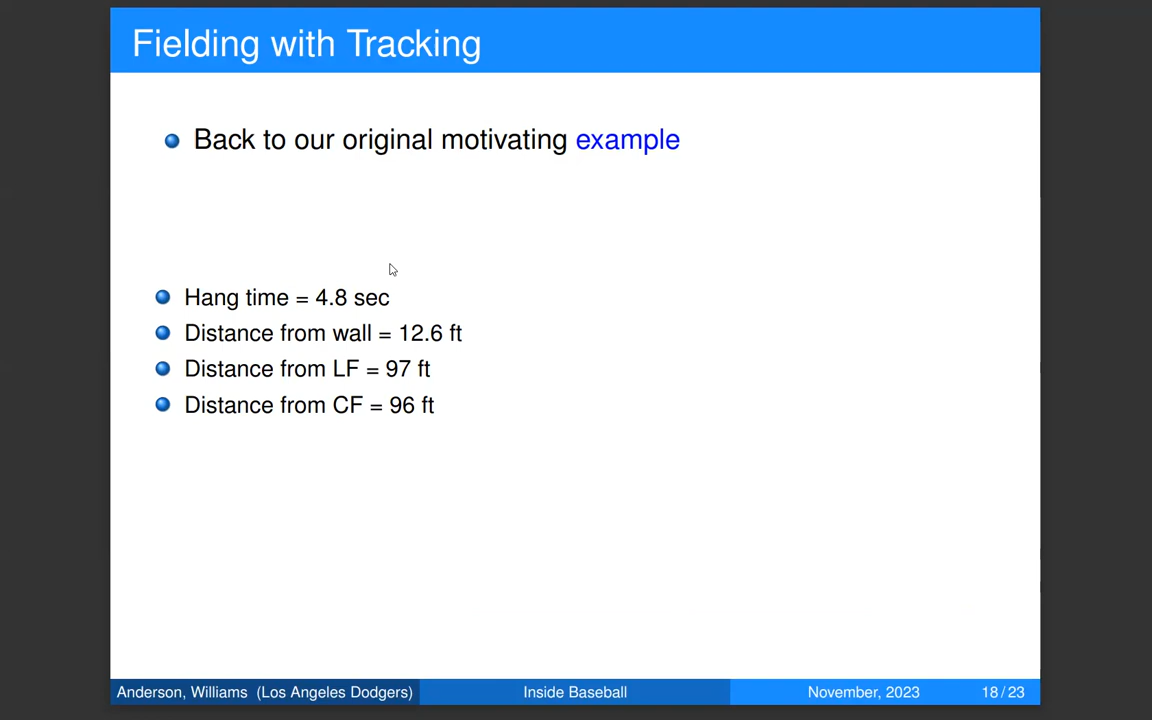 Fielding with Tracking
Back to our original motivating example
Hang time = 4.8 sec
Distance from wall = 12.6 ft
Distance from LF = 97 ft
Distance from CF = 96 ft
Anderson, Williams (Los Angeles Dodgers) Inside Baseball November, 2023 18 / 23